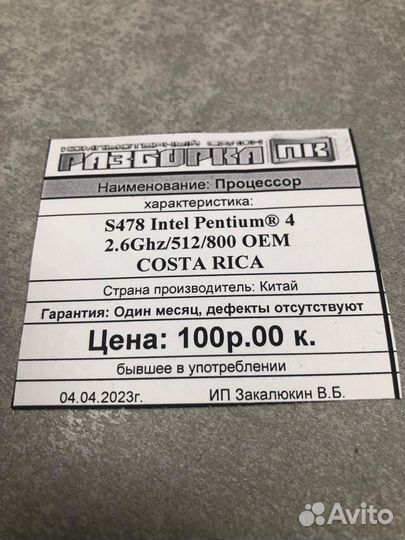 КОМПЬЮТЕРНЫЙ САЛОН
РАЗБОРКА ПК
Наименование: Процессор
характеристика:
S478 Intel Pentium® 4
2.6Ghz/512/800 OEM
COSTA RICA
Страна производитель: Китай
Гарантия: Один месяц, дефекты отсутствуют
Цена: 100р.00 к.
бывшее в употреблении
04.04.2023г. ИП Закалюкин В.Б.
Avito